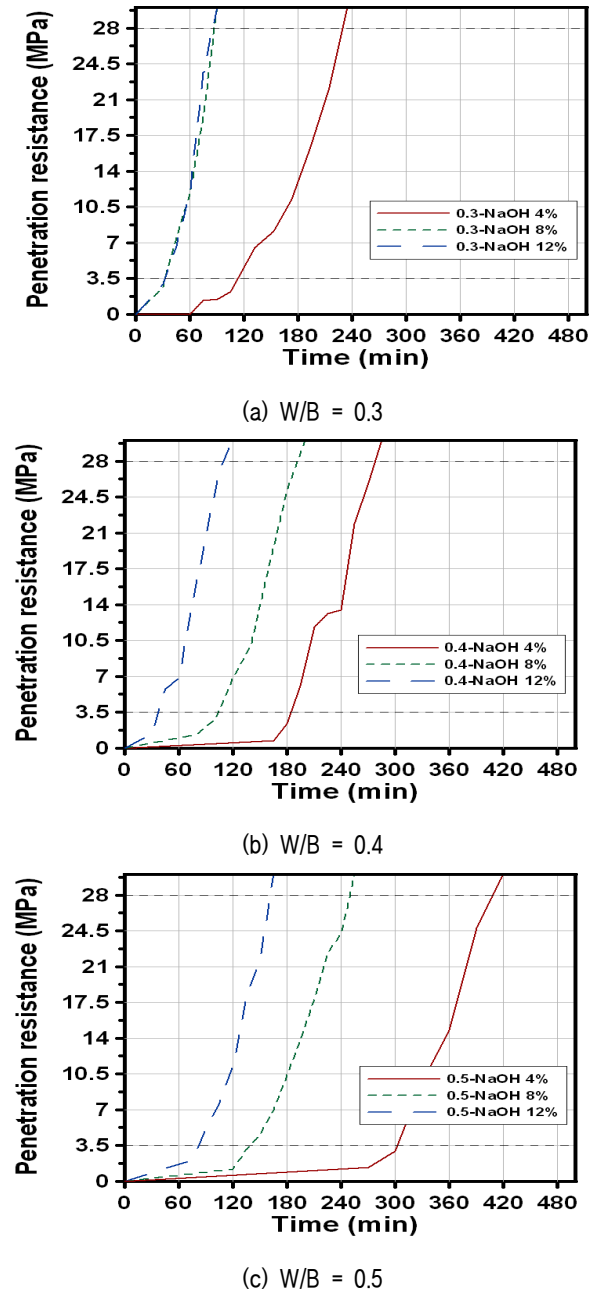 Penetration resistance (MPa)
28
24.5
21
17.5
14
10.5
7
3.5
0
0.3-NaOH 4%
0.3-NaOH 8%
0.3-NaOH 12%
0 60 120 180 240 300 360 420 480
Time (min)
(a) W/B = 0.3
Penetration resistance (MPa)
28
24.5
21
17.5
14
10.5
7
3.5
0
0.4-NaOH 4%
0.4-NaOH 8%
0.4-NaOH 12%
0 60 120 180 240 300 360 420 480
Time (min)
(b) W/B = 0.4
Penetration resistance (MPa)
28
24.5
21
17.5
14
10.5
7
3.5
0
0.5-NaOH 4%
0.5-NaOH 8%
0.5-NaOH 12%
0 60 120 180 240 300 360 420 480
Time (min)
(c) W/B = 0.5